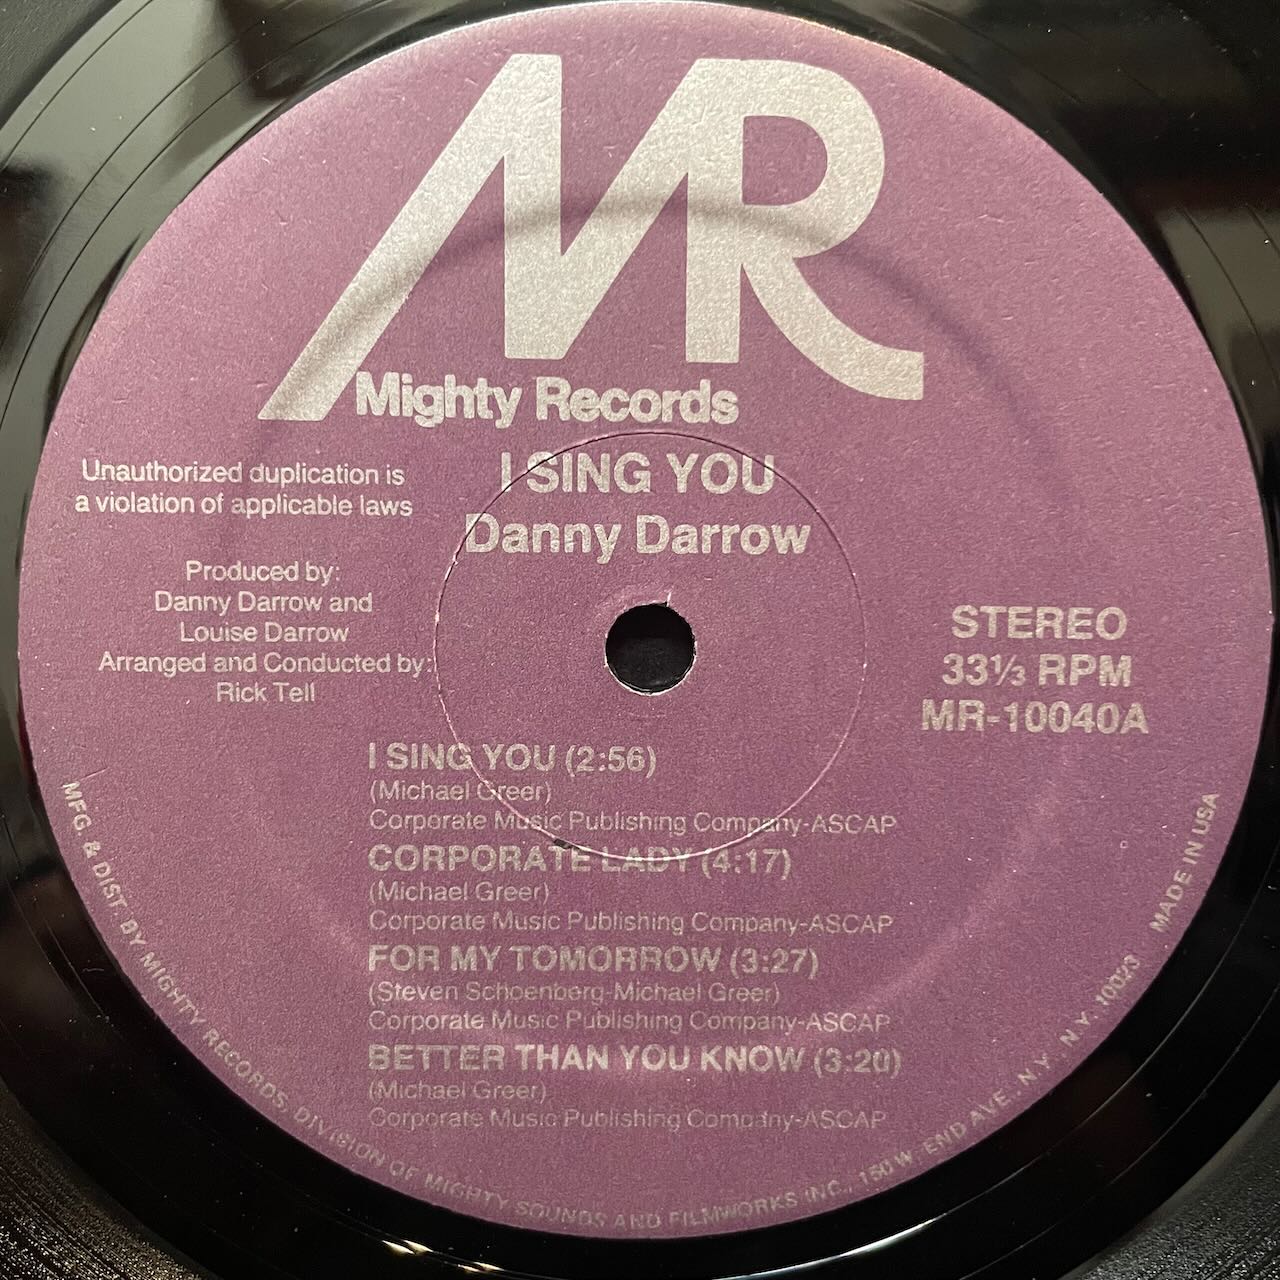 MR
Mighty Records
I SING YOU
Danny Darrow
Unauthorized duplication is
a violation of applicable laws
Produced by:
Danny Darrow and
Louise Darrow
Arranged and Conducted by:
Rick Tell
STEREO
33⅓ RPM
MR-10040A
I SING YOU (2:56)
(Michael Greer)
Corporate Music Publishing Company-ASCAP
CORPORATE LADY (4:17)
(Michael Greer)
Corporate Music Publishing Company-ASCAP
FOR MY TOMORROW (3:27)
(Steven Schoenberg-Michael Greer)
Corporate Music Publishing Company-ASCAP
BETTER THAN YOU KNOW (3:20)
(Michael Greer)
Corporate Music Publishing Company-ASCAP
MFG. & DIST. BY MIGHTY RECORDS, DIVISION OF MIGHTY SOUNDS AND FILMWORKS INC., 150 W. END AVE., N.Y., N.Y. 10023 MADE IN USA